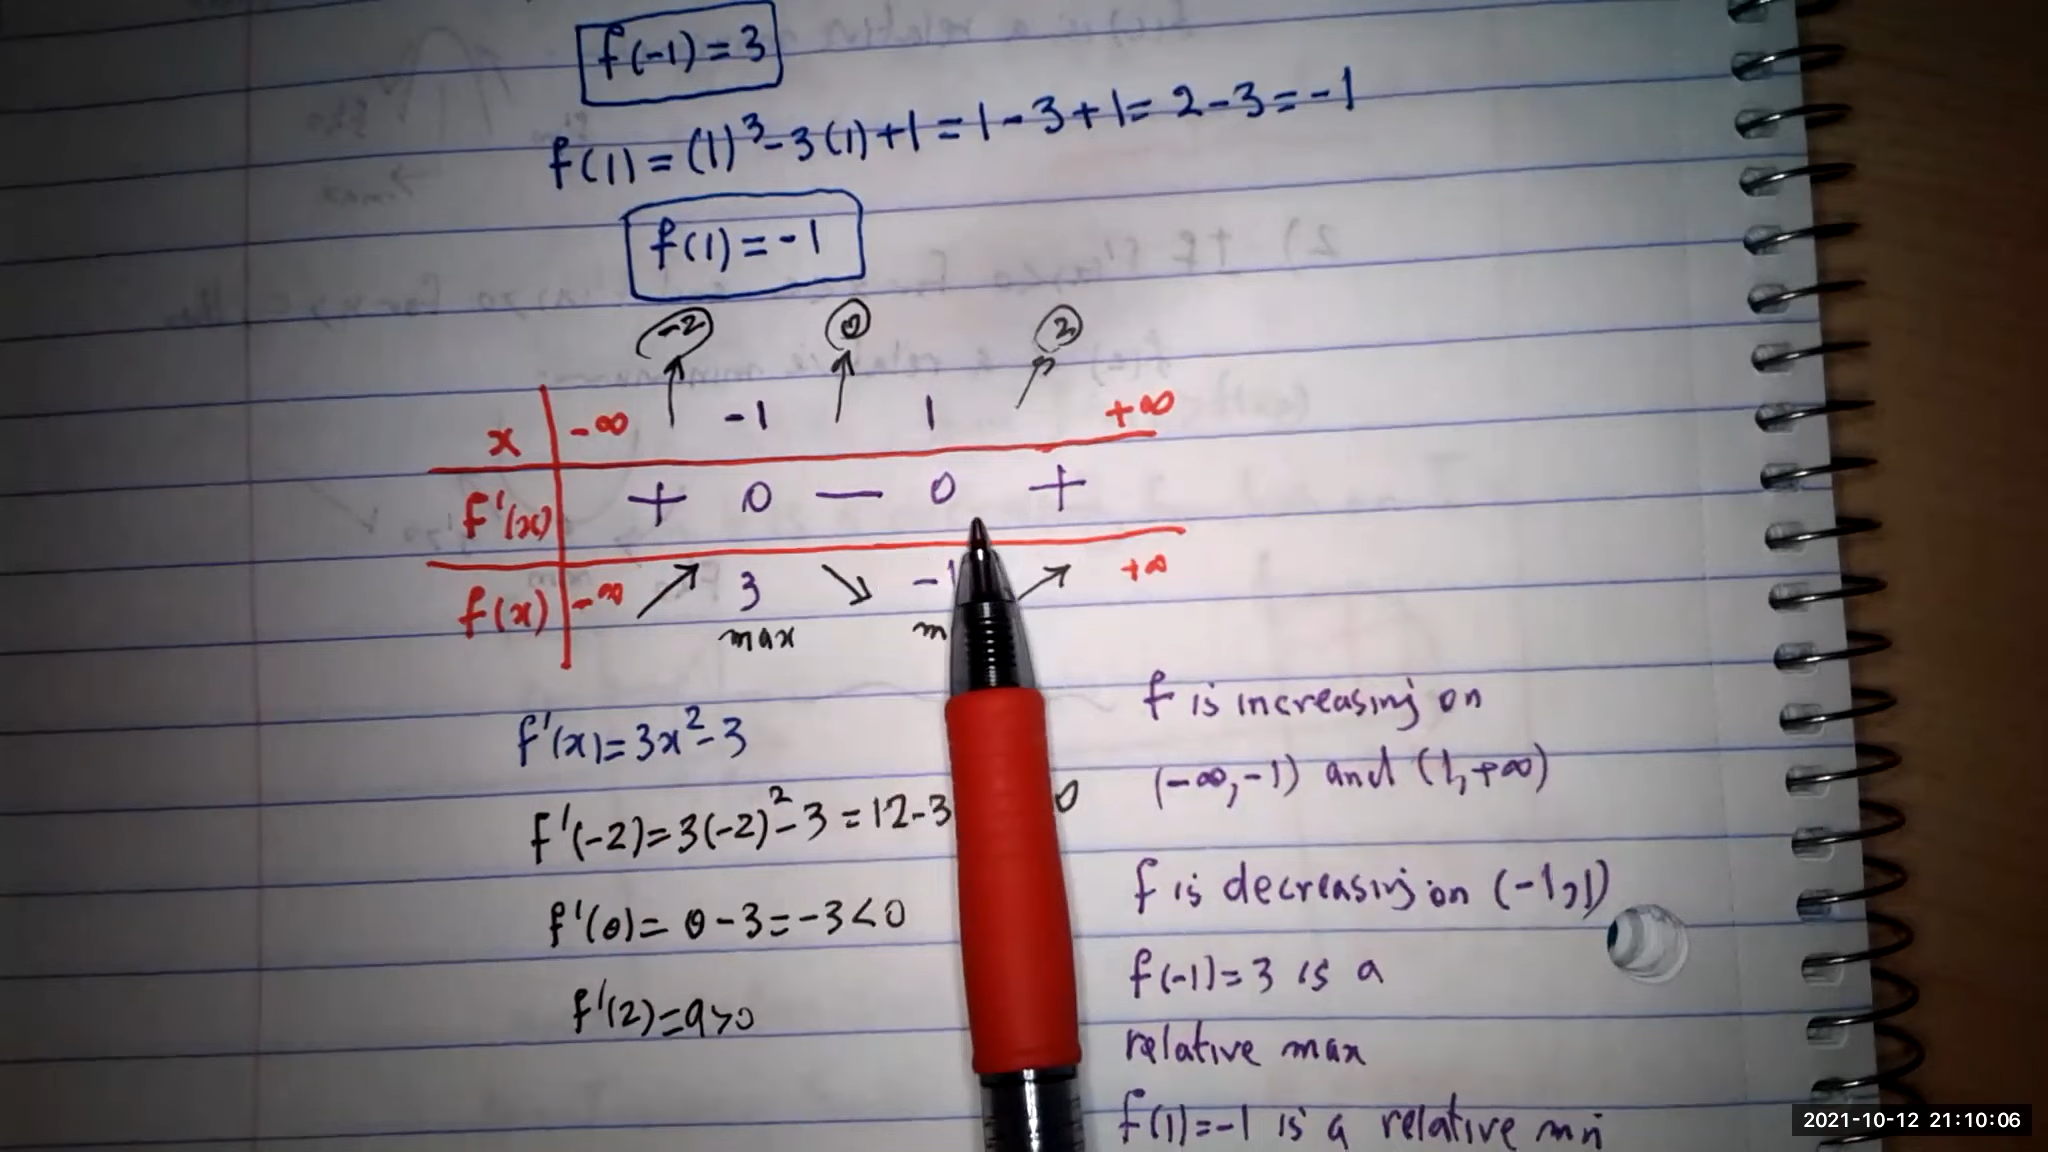 f(-1) = 3
f(1) = (1)³ - 3(1) + 1 = 1 - 3 + 1 = 2 - 3 = -1
f(1) = -1
-2 0 2
x -∞ -1 1 +∞
f'(x) + 0 — 0 +
f(x) -∞ ↗ 3 ↘ -1 ↗ +∞
max
f'(x) = 3x² - 3
f'(-2) = 3(-2)² - 3 = 12 - 3 0
f'(0) = 0 - 3 = -3 < 0
f'(2) = 9 > 0
f is increasing on
(-∞, -1) and (1, +∞)
f is decreasing on (-1, 1)
f(-1) = 3 is a
relative max
f(1) = -1 is a relative min
2021-10-12 21:10:06